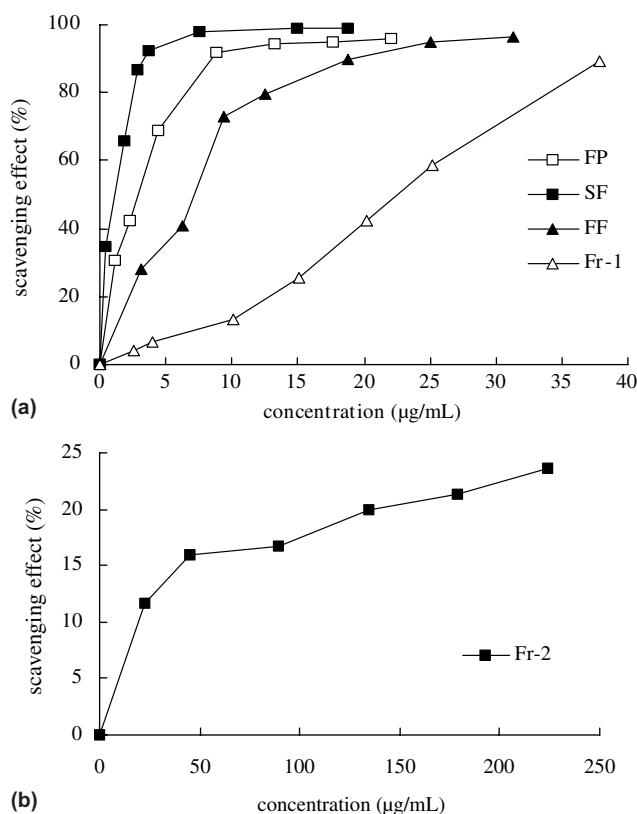 100
80
60
40
20
0
scavenging effect (%)
FP
SF
FF
Fr-1
0 5 10 15 20 25 30 35 40
(a)
concentration (µg/mL)
25
20
15
10
5
0
scavenging effect (%)
Fr-2
0 50 100 150 200 250
(b)
concentration (µg/mL)